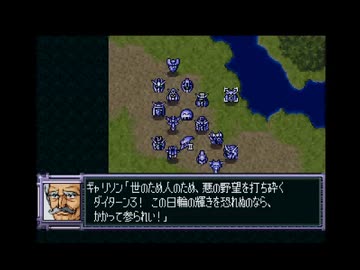 ギャリソン「世のため人のため、悪の野望を打ち砕く
ダイターン3! この日輪の輝きを恐れぬのなら、
かかって参られい!」